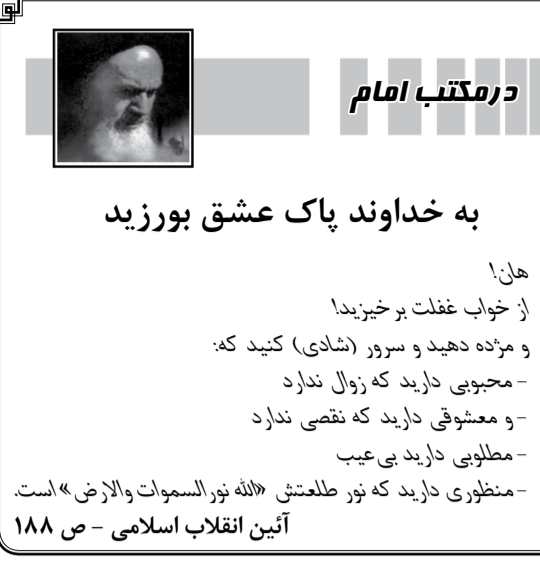 درمکتب امام
به خداوند پاک عشق بورزید
هان!
از خواب غفلت برخیزید!
و مژده دهید و سرور (شادی) کنید که:
- محبوبی دارید که زوال ندارد
- و معشوقی دارید که نقصی ندارد
- مطلوبی دارید بی‌عیب
- منظوری دارید که نور طلعتش «الله نور السموات والارض» است.
آئین انقلاب اسلامی - ص ۱۸۸